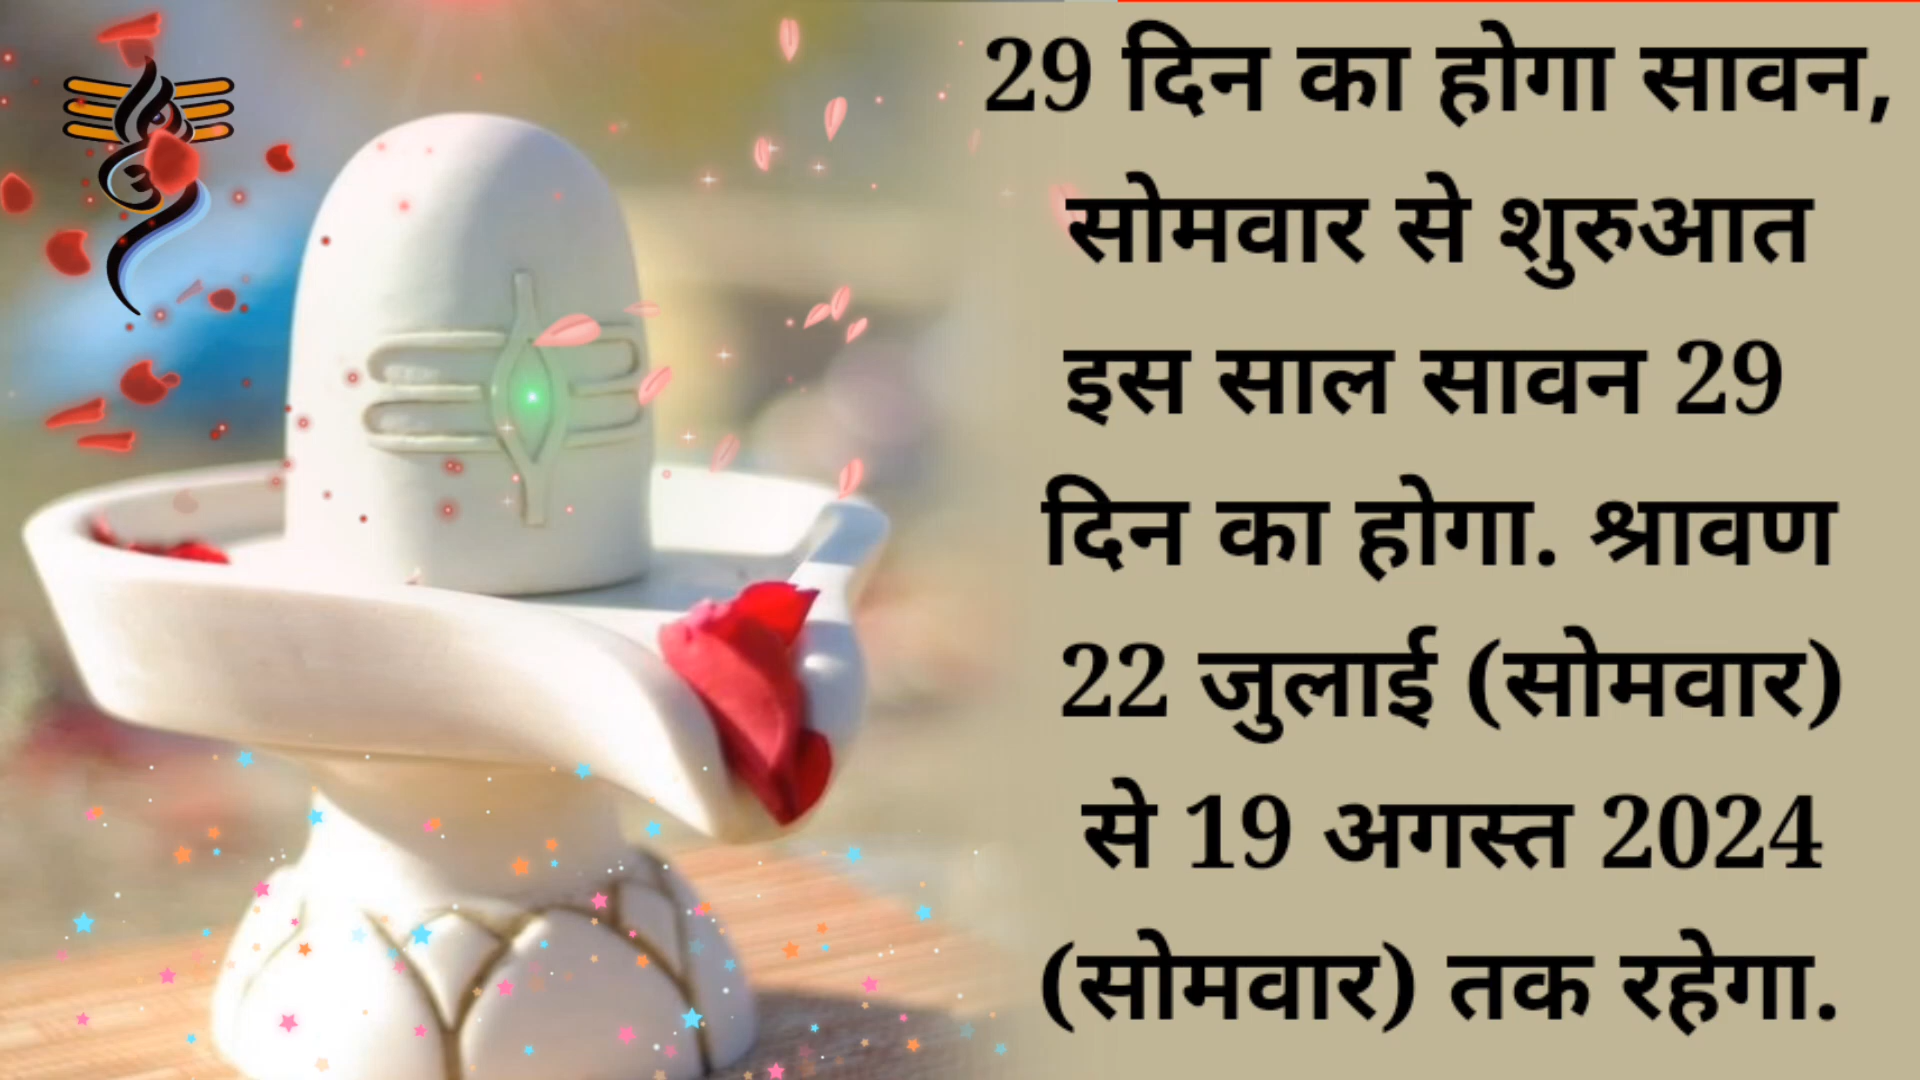 29 दिन का होगा सावन,
सोमवार से शुरुआत
इस साल सावन 29
दिन का होगा. श्रावण
22 जुलाई (सोमवार)
से 19 अगस्त 2024
(सोमवार) तक रहेगा.